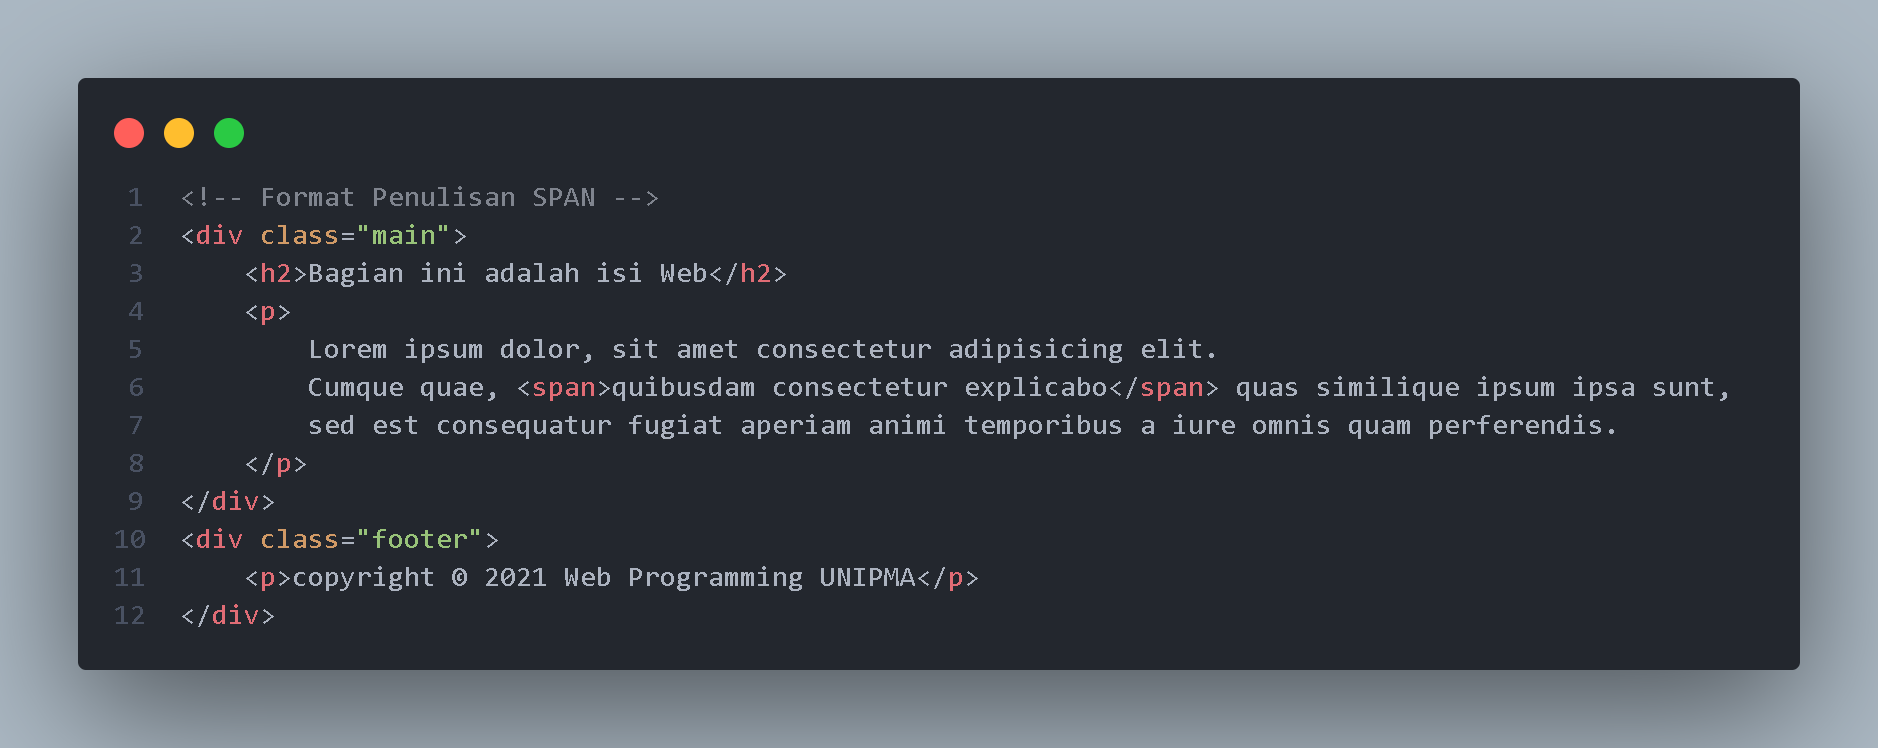 1 <!-- Format Penulisan SPAN -->
2 <div class="main">
3     <h2>Bagian ini adalah isi Web</h2>
4     <p>
5         Lorem ipsum dolor, sit amet consectetur adipisicing elit.
6         Cumque quae, <span>quibusdam consectetur explicabo</span> quas similique ipsum ipsa sunt,
7         sed est consequatur fugiat aperiam animi temporibus a iure omnis quam perferendis.
8     </p>
9 </div>
10 <div class="footer">
11     <p>copyright © 2021 Web Programming UNIPMA</p>
12 </div>